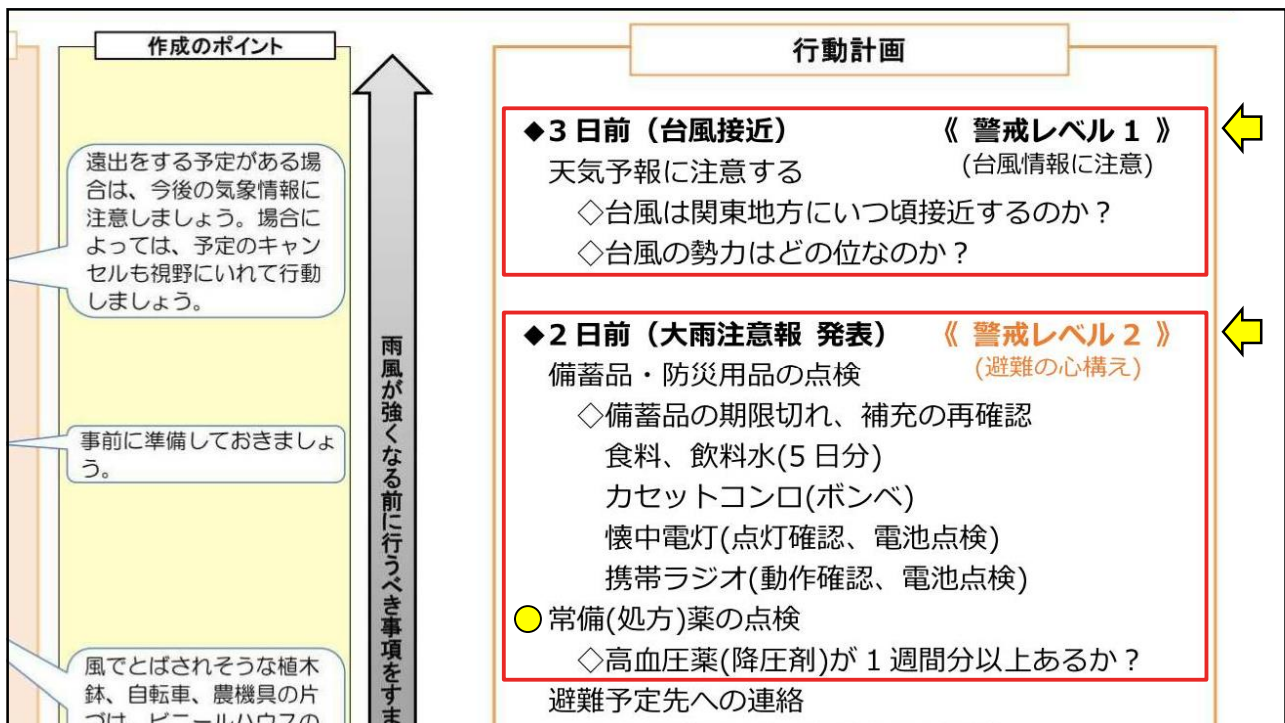 作成のポイント
遠出をする予定がある場
合は、今後の気象情報に
注意しましょう。場合に
よっては、予定のキャン
セルも視野にいれて行動
しましょう。
事前に準備しておきましょ
う。
風でとばされそうな植木
鉢、自転車、農機具の片
づけ、ビニールハウスの
雨風が強くなる前に行うべき事項をすま
行動計画
◆3日前（台風接近） 《 警戒レベル 1 》
(台風情報に注意)
天気予報に注意する
◇台風は関東地方にいつ頃接近するのか？
◇台風の勢力はどの位なのか？
◆2日前（大雨注意報 発表） 《 警戒レベル 2 》
(避難の心構え)
備蓄品・防災用品の点検
◇備蓄品の期限切れ、補充の再確認
食料、飲料水(5日分)
カセットコンロ(ボンベ)
懐中電灯(点灯確認、電池点検)
携帯ラジオ(動作確認、電池点検)
常備(処方)薬の点検
◇高血圧薬(降圧剤)が1週間分以上あるか？
避難予定先への連絡